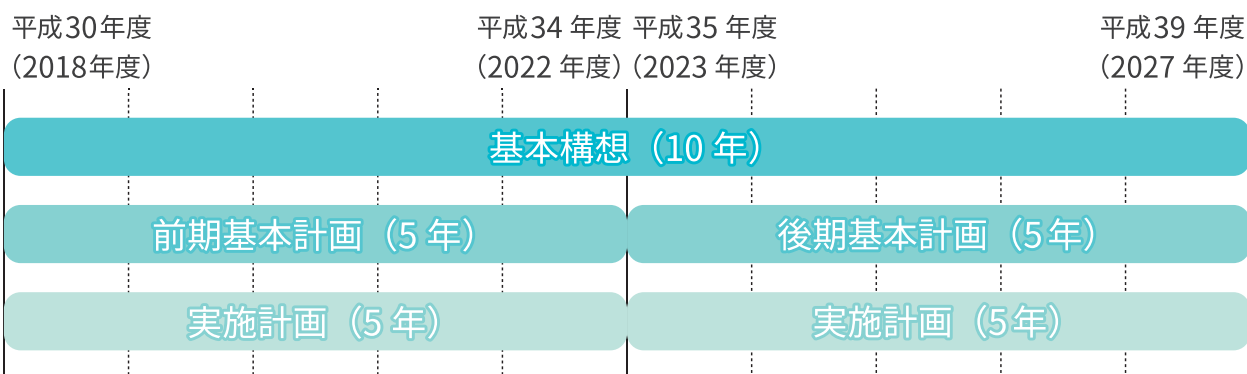 平成30年度 平成34 年度 平成35 年度 平成39 年度
（2018年度） （2022 年度） （2023 年度） （2027 年度）
基本構想（10 年）
前期基本計画（5 年） 後期基本計画（5年）
実施計画（5 年） 実施計画（5年）